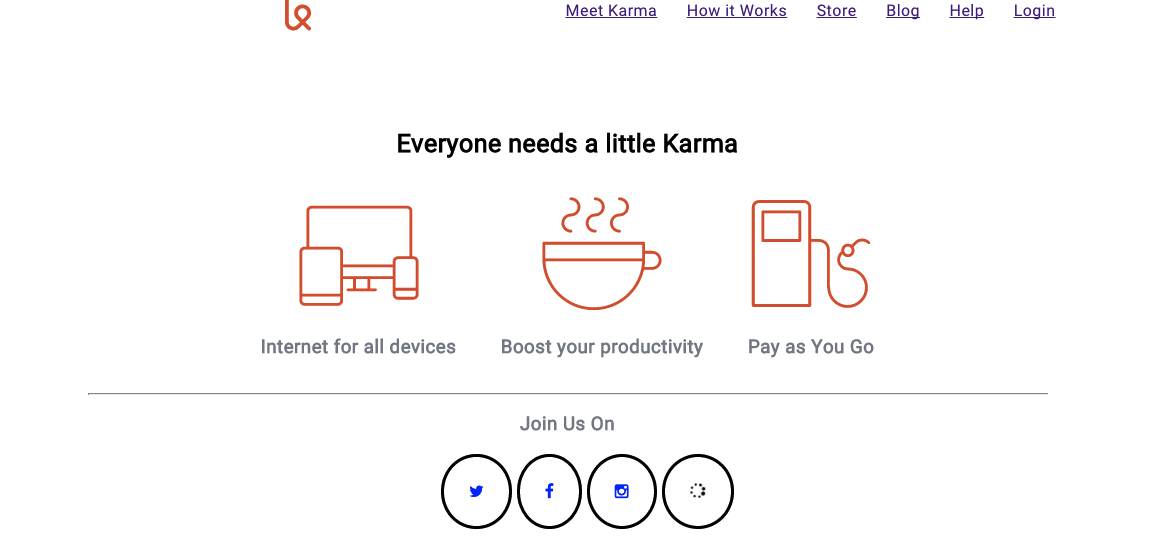 Meet Karma How it Works Store Blog Help Login
Everyone needs a little Karma
Internet for all devices Boost your productivity Pay as You Go
Join Us On